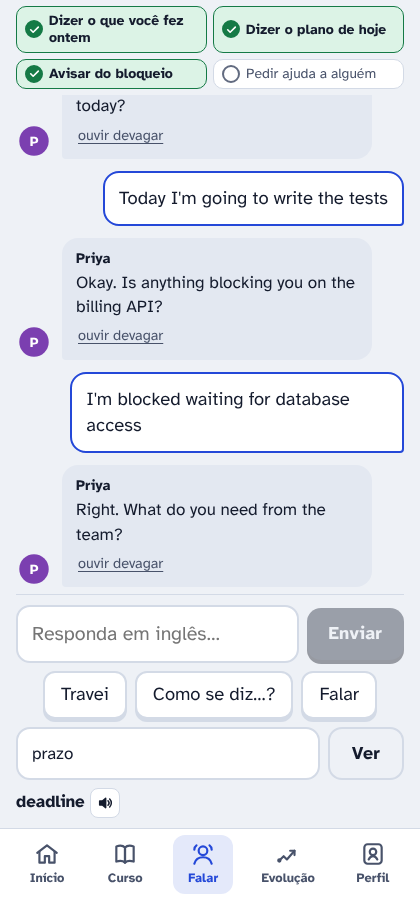 Dizer o que você fez
ontem
Dizer o plano de hoje
Avisar do bloqueio
Pedir ajuda a alguém
today?
ouvir devagar
P
Today I'm going to write the tests
Priya
Okay. Is anything blocking you on the
billing API?
ouvir devagar
P
I'm blocked waiting for database
access
Priya
Right. What do you need from the
team?
ouvir devagar
P
Responda em inglês...
Enviar
Travei
Como se diz...?
Falar
prazo
Ver
deadline
Início
Curso
Falar
Evolução
Perfil